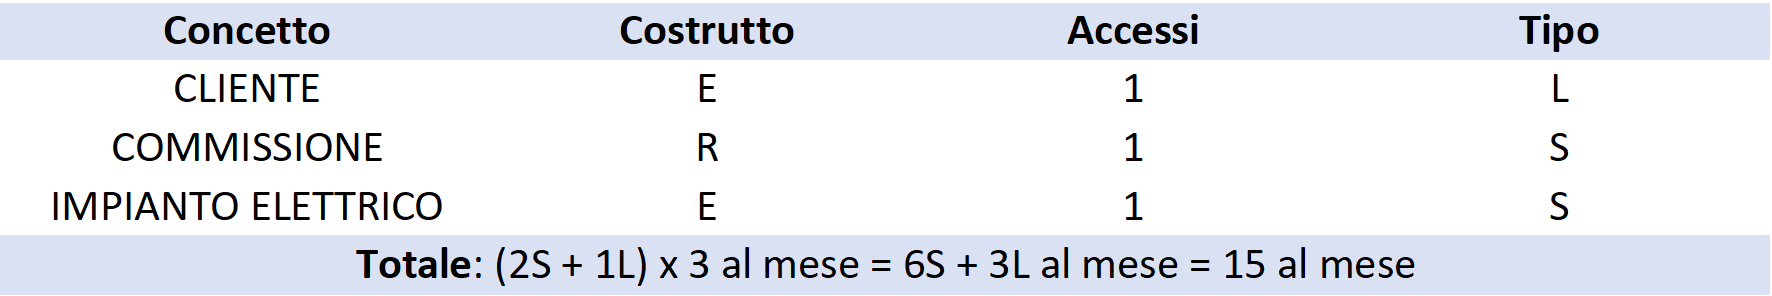 Concetto Costrutto Accessi Tipo
CLIENTE E 1 L
COMMISSIONE R 1 S
IMPIANTO ELETTRICO E 1 S
Totale: (2S + 1L) x 3 al mese = 6S + 3L al mese = 15 al mese